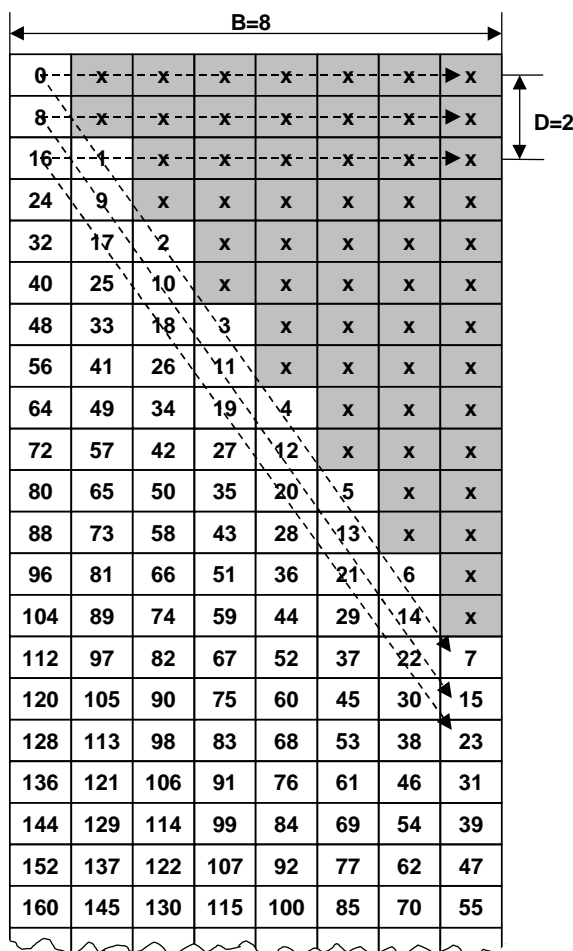 B=8
0 x x x x x x x
8 x x x x x x x
D=2
16 1 x x x x x x
24 9 x x x x x x
32 17 2 x x x x x
40 25 10 x x x x x
48 33 18 3 x x x x
56 41 26 11 x x x x
64 49 34 19 4 x x x
72 57 42 27 12 x x x
80 65 50 35 20 5 x x
88 73 58 43 28 13 x x
96 81 66 51 36 21 6 x
104 89 74 59 44 29 14 x
112 97 82 67 52 37 22 7
120 105 90 75 60 45 30 15
128 113 98 83 68 53 38 23
136 121 106 91 76 61 46 31
144 129 114 99 84 69 54 39
152 137 122 107 92 77 62 47
160 145 130 115 100 85 70 55